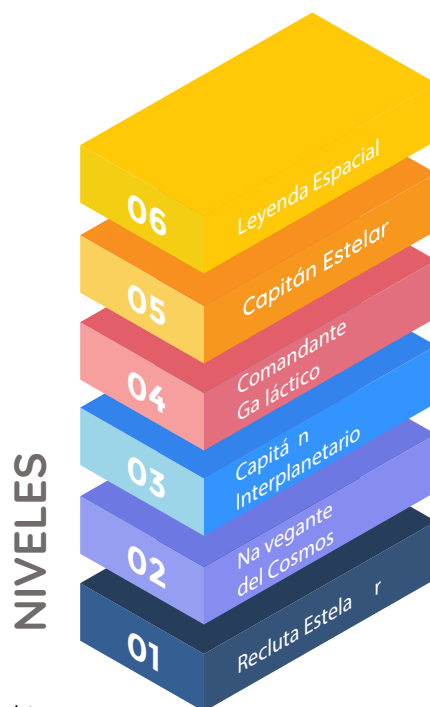 06
Leyenda Espacial
05
Capitán Estelar
04
Comandante
Ga láctico
03
Capitá n
Interplanetario
02
Na vegante
del Cosmos
01
Recluta Estela r
NIVELES